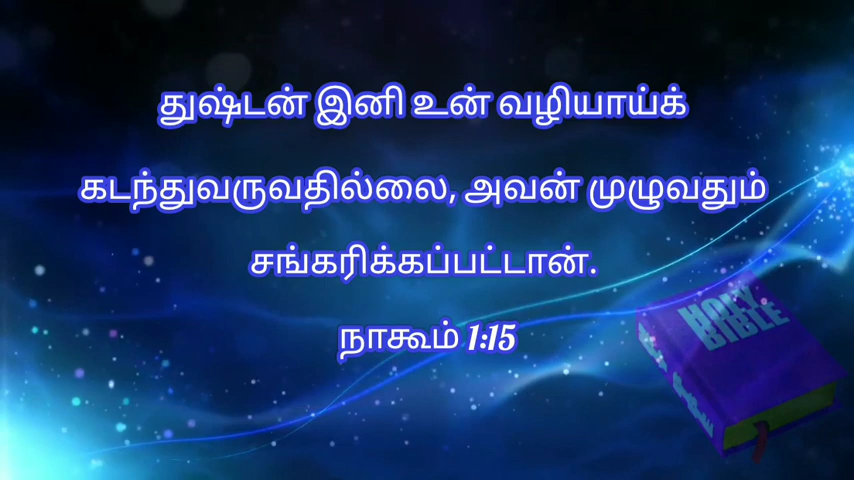 துஷ்டன் இனி உன் வழியாய்க்
கடந்துவருவதில்லை, அவன் முழுவதும்
சங்கரிக்கப்பட்டான்.
நாகூம் 1:15
HOLY
BIBLE